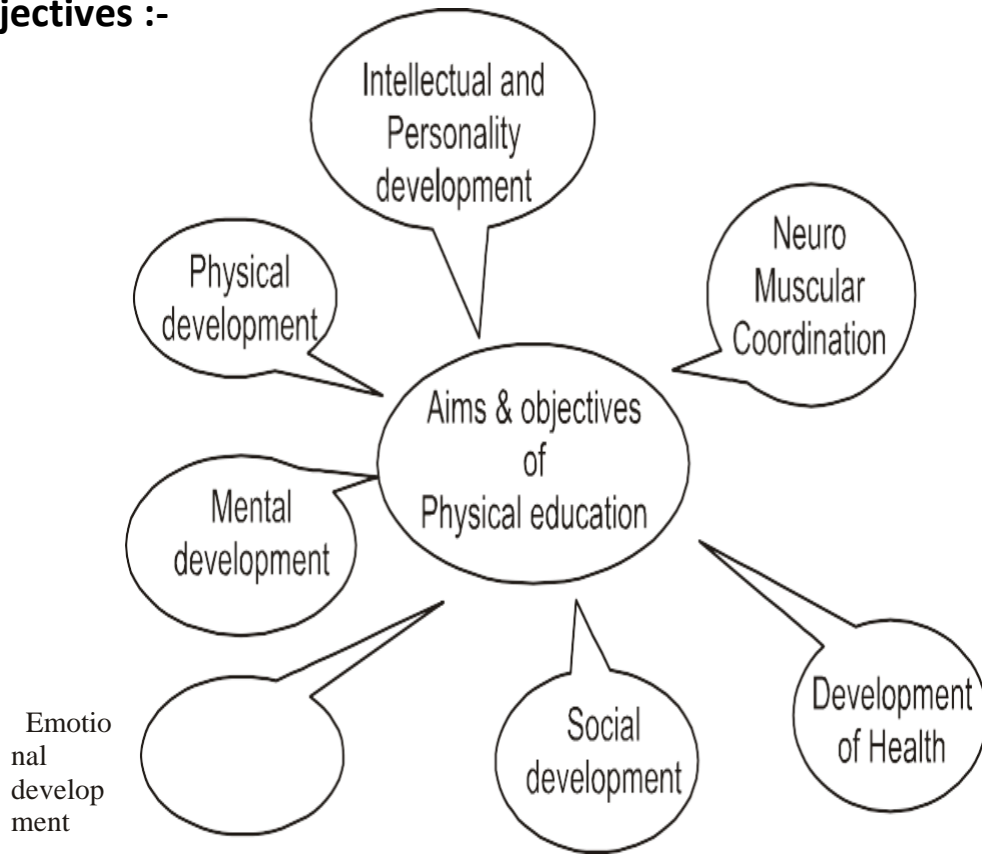 jectives :-
Intellectual and
Personality
development
Neuro
Muscular
Coordination
Physical
development
Aims & objectives
of
Physical education
Mental
development
Emotio
nal
develop
ment
Social
development
Development
of Health